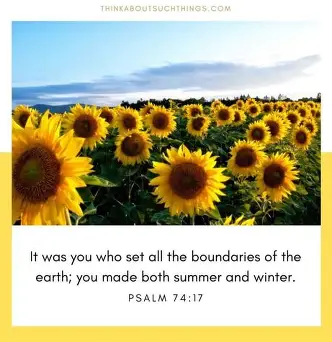 THINKABOUTSUCHTHINGS.COM
It was you who set all the boundaries of the
earth; you made both summer and winter.
PSALM 74:17